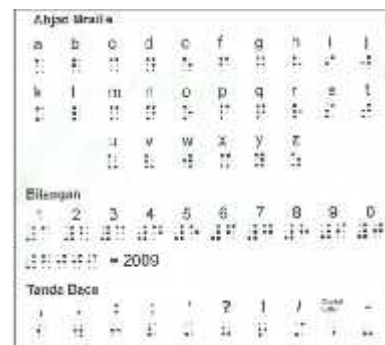 Abjad Braille
a b c d e f g h i j
k l m n o p q r s t
u v w x y z
Bilangan
1 2 3 4 5 6 7 8 9 0
= 2009
Tanda Baca
, ; : . ' ? ! / -